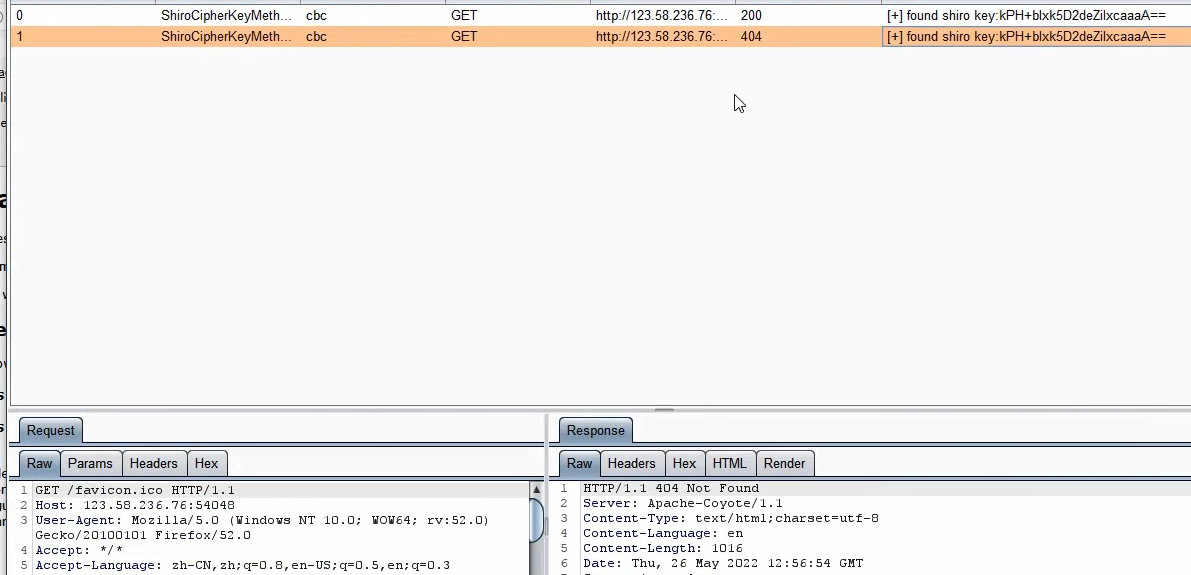 0 ShiroCipherKeyMeth... cbc GET http://123.58.236.76:... 200 [+] found shiro key:kPH+bIxk5D2deZiIxcaaaA==
1 ShiroCipherKeyMeth... cbc GET http://123.58.236.76:... 404 [+] found shiro key:kPH+bIxk5D2deZiIxcaaaA==
Request
Raw Params Headers Hex
1 GET /favicon.ico HTTP/1.1
2 Host: 123.58.236.76:54048
3 User-Agent: Mozilla/5.0 (Windows NT 10.0; WOW64; rv:52.0)
Gecko/20100101 Firefox/52.0
4 Accept: */*
5 Accept-Language: zh-CN,zh;q=0.8,en-US;q=0.5,en;q=0.3
Response
Raw Headers Hex HTML Render
1 HTTP/1.1 404 Not Found
2 Server: Apache-Coyote/1.1
3 Content-Type: text/html;charset=utf-8
4 Content-Language: en
5 Content-Length: 1016
6 Date: Thu, 26 May 2022 12:56:54 GMT